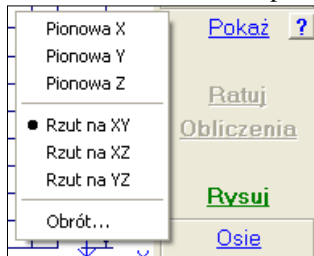 Pionowa X
Pionowa Y
Pionowa Z
Rzut na XY
Rzut na XZ
Rzut na YZ
Obrót...
Pokaż ?
Ratuj
Obliczenia
Rysuj
Osie